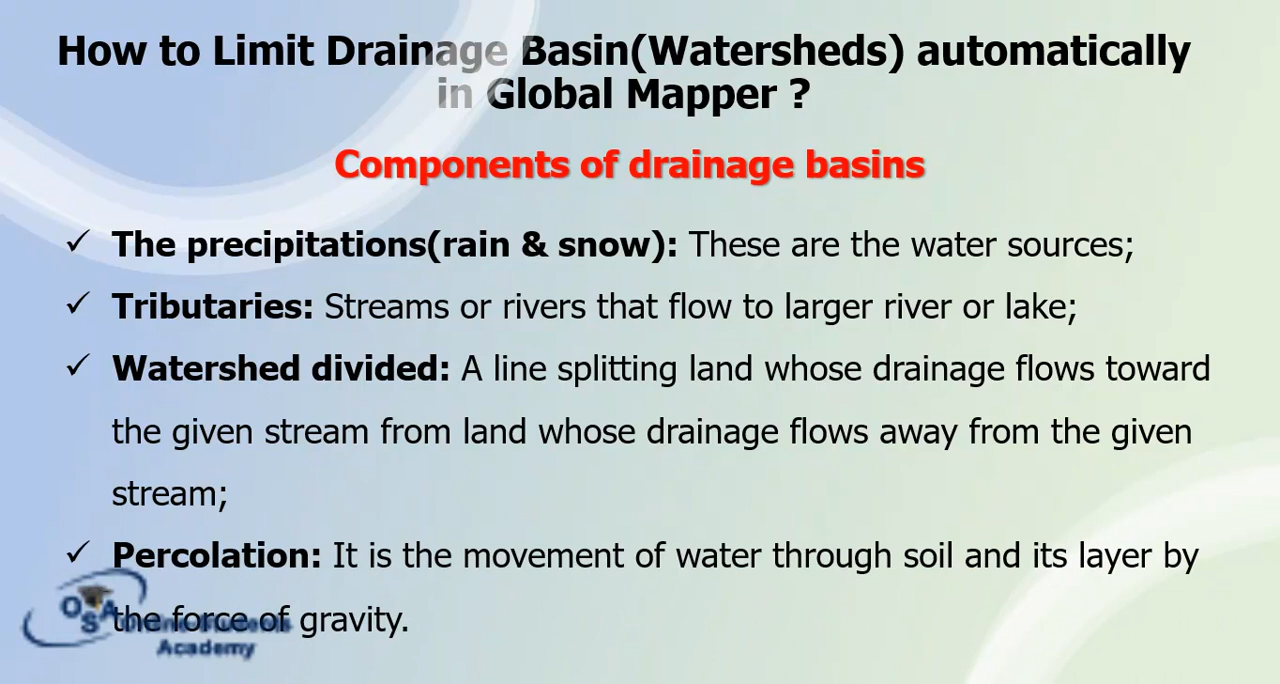 How to Limit Drainage Basin(Watersheds) automatically
in Global Mapper ?
Components of drainage basins
✓ The precipitations(rain & snow): These are the water sources;
✓ Tributaries: Streams or rivers that flow to larger river or lake;
✓ Watershed divided: A line splitting land whose drainage flows toward
the given stream from land whose drainage flows away from the given
stream;
✓ Percolation: It is the movement of water through soil and its layer by
the force of gravity.
OSA
Online Students
Academy